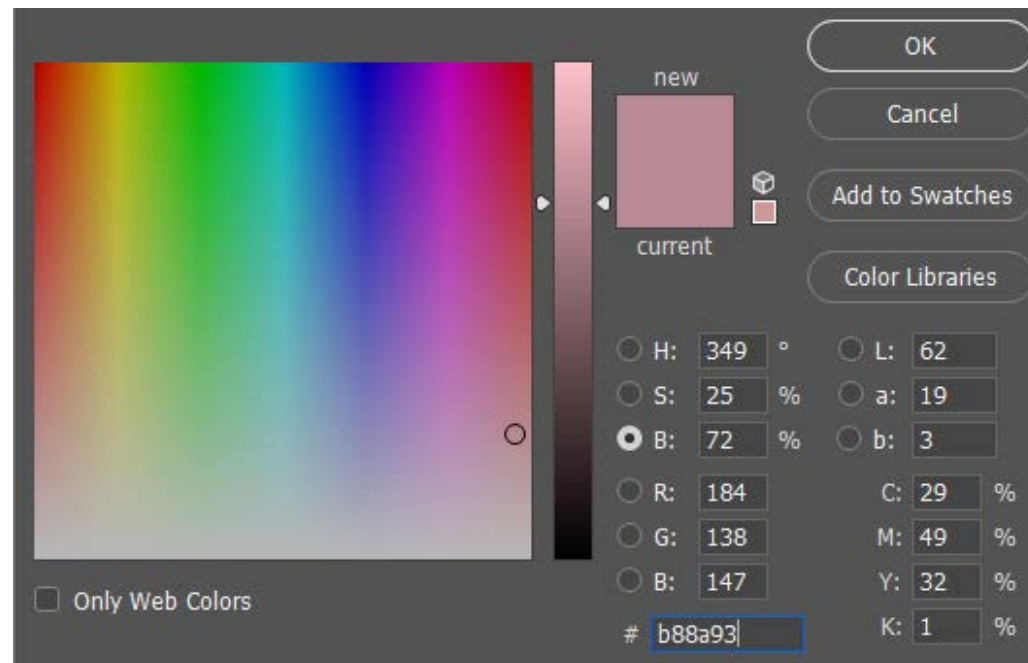 OK
new
Cancel
Add to Swatches
current
Color Libraries
H: 349 ° L: 62
S: 25 % a: 19
B: 72 % b: 3
R: 184 C: 29 %
G: 138 M: 49 %
B: 147 Y: 32 %
Only Web Colors
# b88a93 K: 1 %